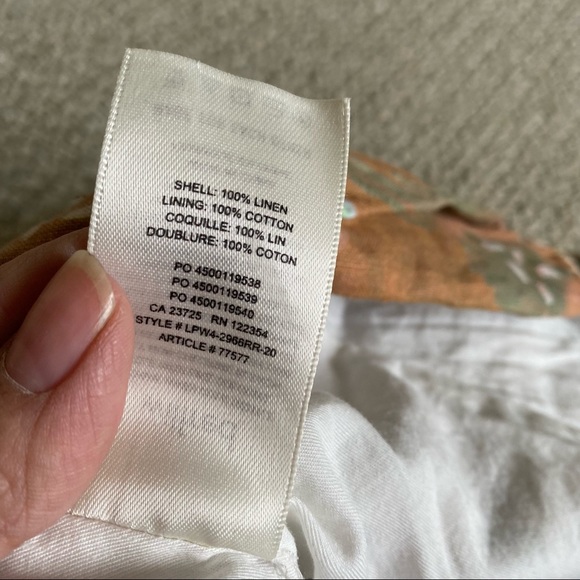 SHELL: 100% LINEN
LINING: 100% COTTON
COQUILLE: 100% LIN
DOUBLURE: 100% COTON
PO 4500119538
PO 4500119539
PO 4500119540
CA 23725 RN 122354
STYLE # LPW4-2966RR-20
ARTICLE # 77577